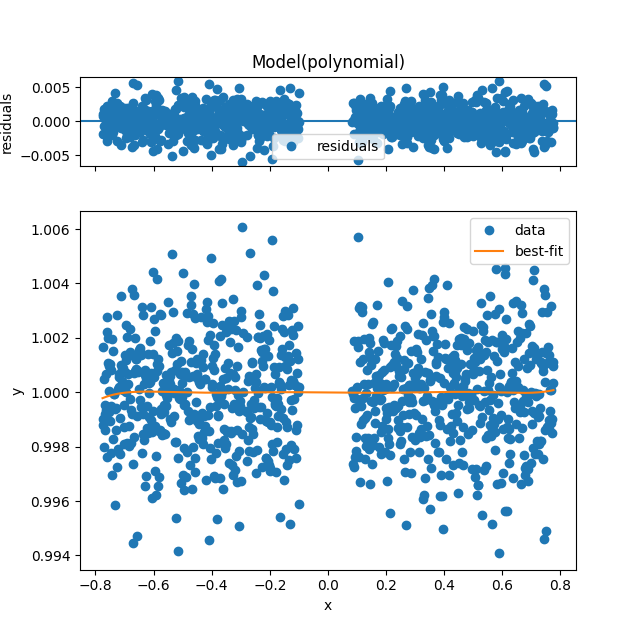 Model(polynomial)
0.005
0.000
−0.005
residuals
residuals
1.006
1.004
1.002
1.000
0.998
0.996
0.994
y
data
best-fit
−0.8 −0.6 −0.4 −0.2 0.0 0.2 0.4 0.6 0.8
x